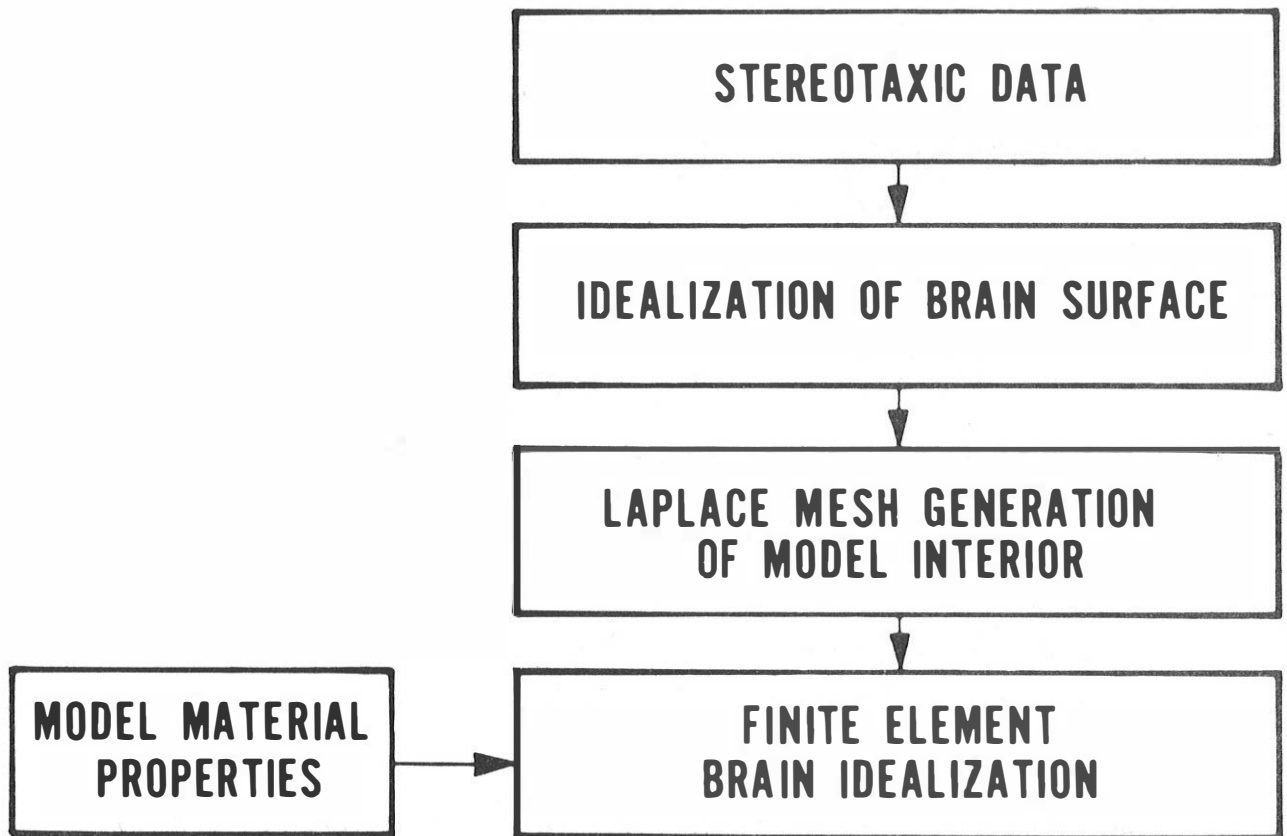 STEREOTAXIC DATA
IDEALIZATION OF BRAIN SURFACE
LAPLACE MESH GENERATION
OF MODEL INTERIOR
MODEL MATERIAL
PROPERTIES
FINITE ELEMENT
BRAIN IDEALIZATION